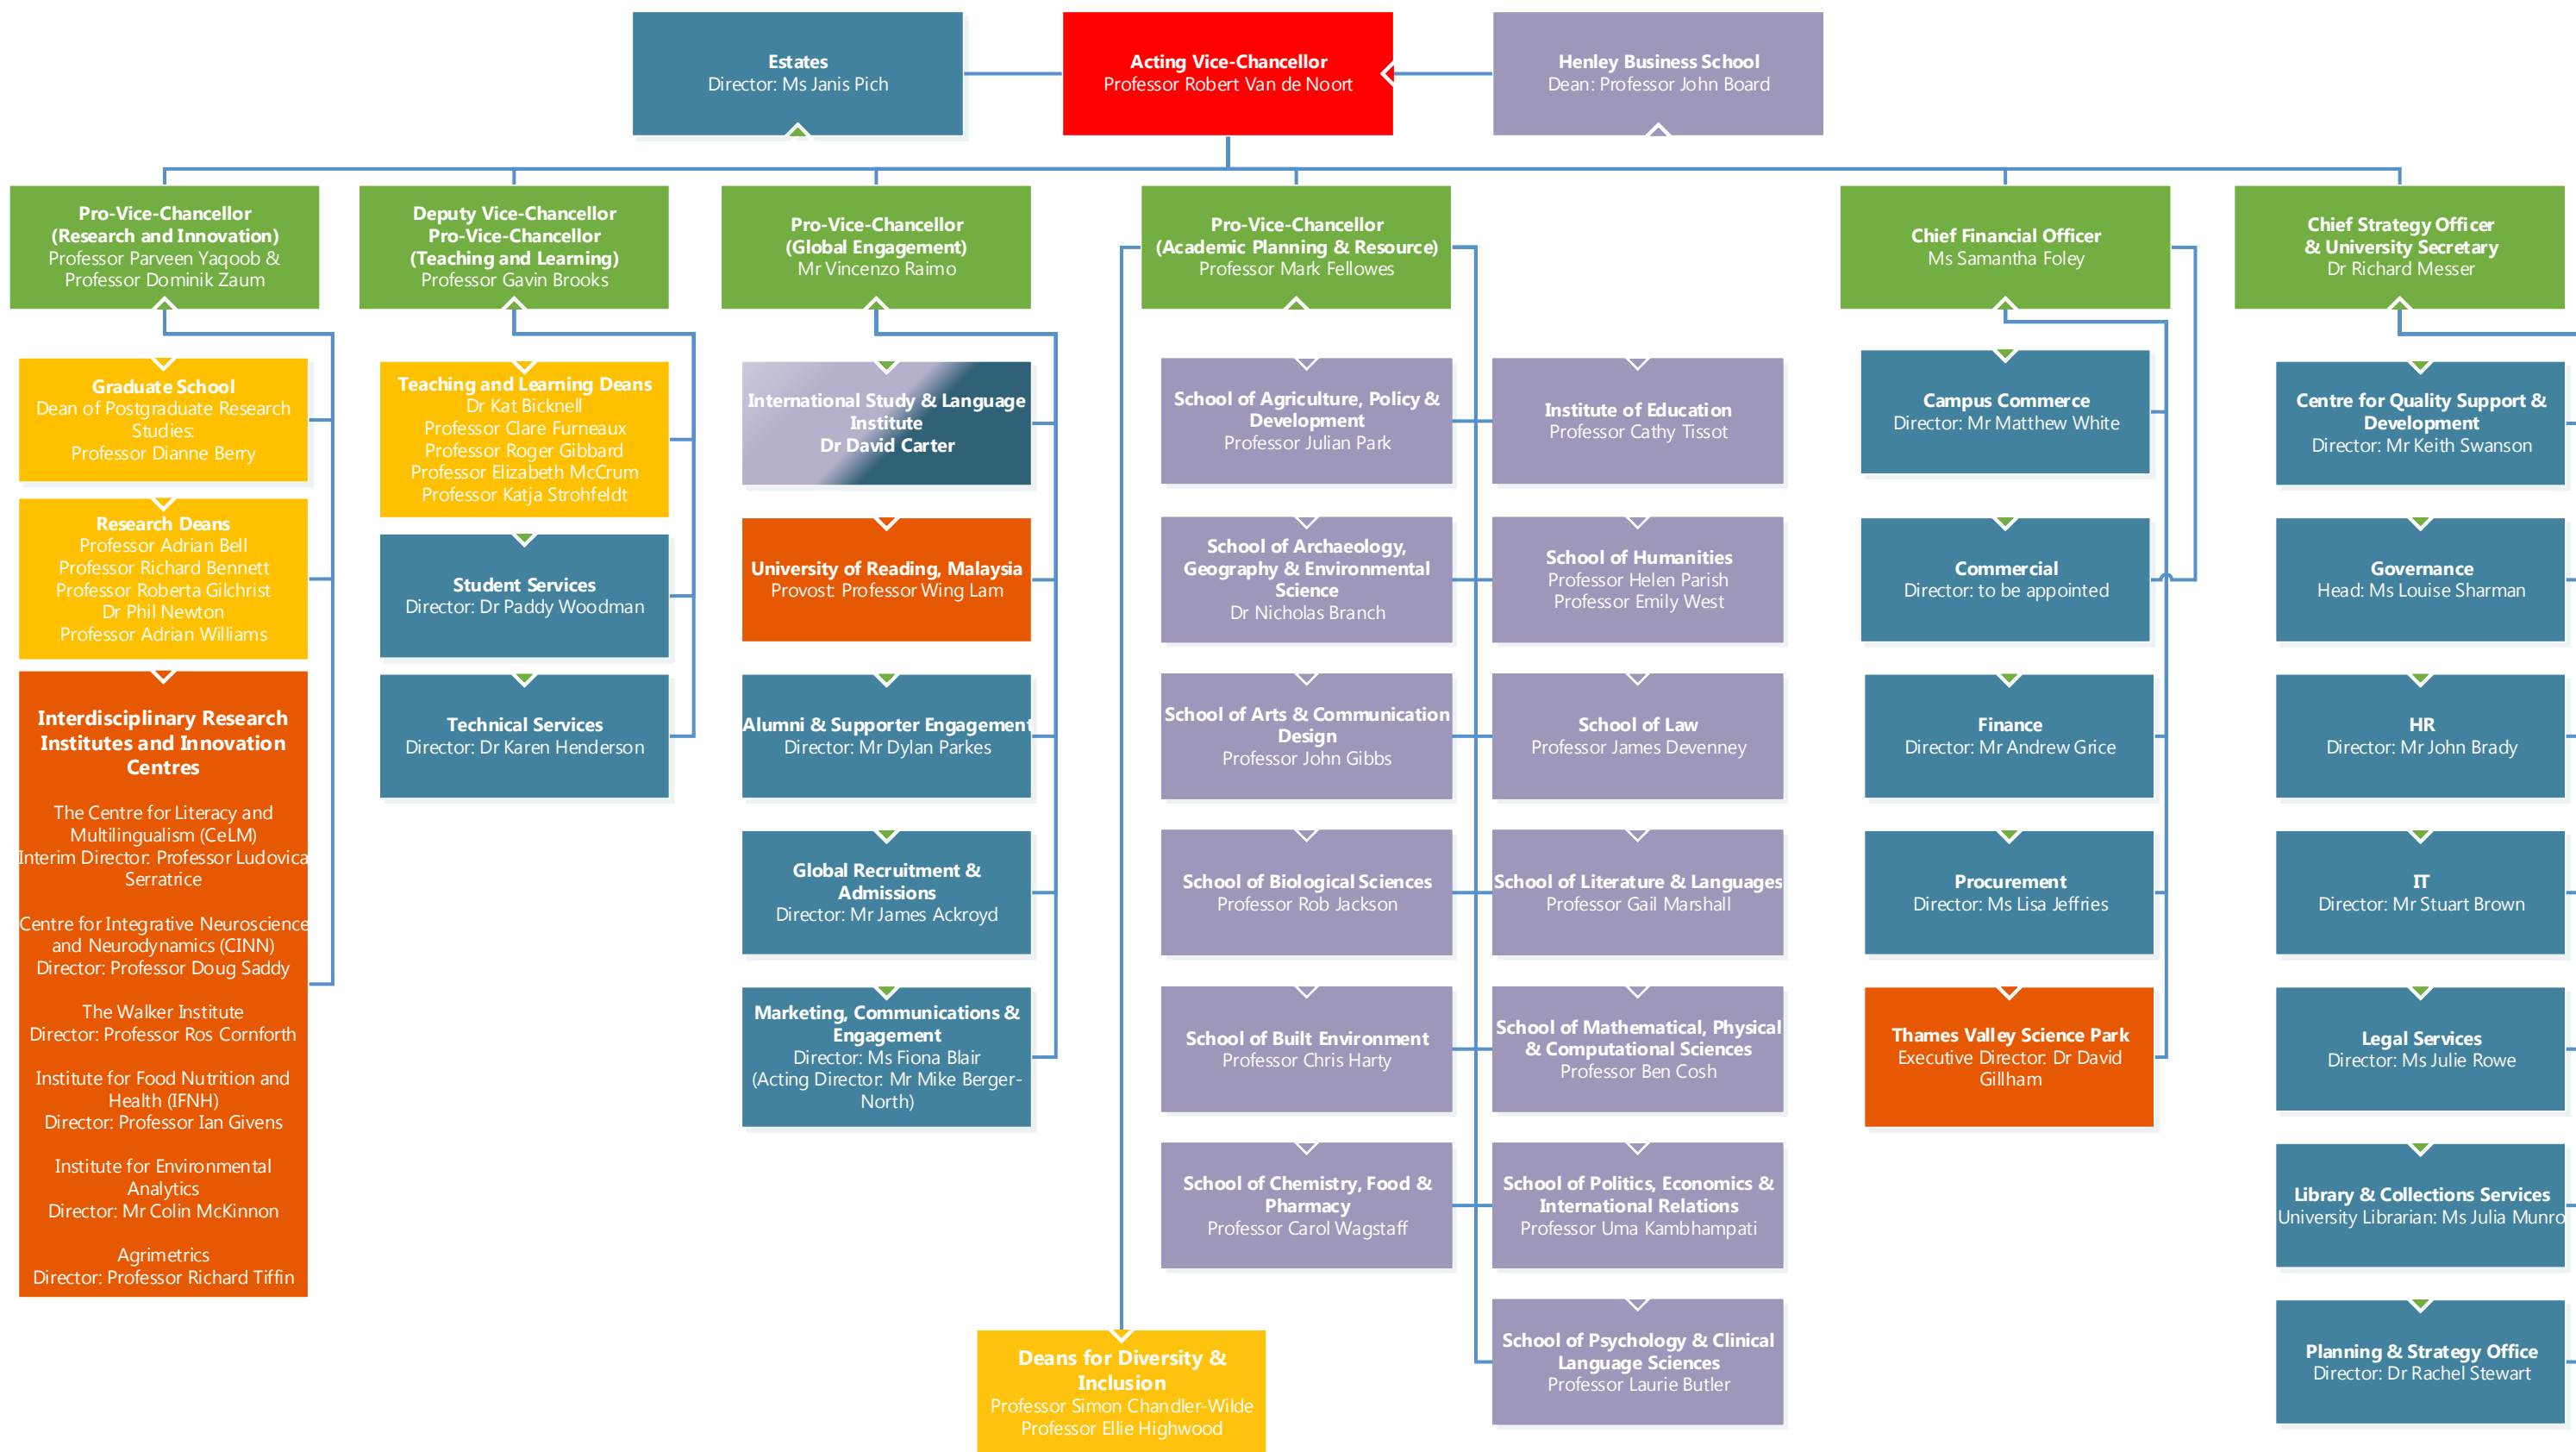 Estates
Director: Ms Janis Pich
Acting Vice-Chancellor
Professor Robert Van de Noort
Henley Business School
Dean: Professor John Board
Pro-Vice-Chancellor
(Research and Innovation)
Professor Parveen Yaqoob &
Professor Dominik Zaum
Deputy Vice-Chancellor
Pro-Vice-Chancellor
(Teaching and Learning)
Professor Gavin Brooks
Pro-Vice-Chancellor
(Global Engagement)
Mr Vincenzo Raimo
Pro-Vice-Chancellor
(Academic Planning & Resource)
Professor Mark Fellowes
Chief Financial Officer
Ms Samantha Foley
Chief Strategy Officer
& University Secretary
Dr Richard Messer
Graduate School
Dean of Postgraduate Research
Studies:
Professor Dianne Berry
Research Deans
Professor Adrian Bell
Professor Richard Bennett
Professor Roberta Gilchrist
Dr Phil Newton
Professor Adrian Williams
Interdisciplinary Research
Institutes and Innovation
Centres
The Centre for Literacy and
Multilingualism (CeLM)
Interim Director: Professor Ludovica
Serratrice
Centre for Integrative Neuroscience
and Neurodynamics (CINN)
Director: Professor Doug Saddy
The Walker Institute
Director: Professor Ros Cornforth
Institute for Food Nutrition and
Health (IFNH)
Director: Professor Ian Givens
Institute for Environmental
Analytics
Director: Mr Colin McKinnon
Agrimetrics
Director: Professor Richard Tiffin
Teaching and Learning Deans
Dr Kat Bicknell
Professor Clare Furneaux
Professor Roger Gibbard
Professor Elizabeth McCrum
Professor Katja Strohfeldt
Student Services
Director: Dr Paddy Woodman
Technical Services
Director: Dr Karen Henderson
International Study & Language
Institute
Dr David Carter
University of Reading, Malaysia
Provost: Professor Wing Lam
Alumni & Supporter Engagement
Director: Mr Dylan Parkes
Global Recruitment &
Admissions
Director: Mr James Ackroyd
Marketing, Communications &
Engagement
Director: Ms Fiona Blair
(Acting Director: Mr Mike Berger-
North)
School of Agriculture, Policy &
Development
Professor Julian Park
School of Archaeology,
Geography & Environmental
Science
Dr Nicholas Branch
School of Arts & Communication
Design
Professor John Gibbs
School of Biological Sciences
Professor Rob Jackson
School of Built Environment
Professor Chris Harty
School of Chemistry, Food &
Pharmacy
Professor Carol Wagstaff
Deans for Diversity &
Inclusion
Professor Simon Chandler-Wilde
Professor Ellie Highwood
Institute of Education
Professor Cathy Tissot
School of Humanities
Professor Helen Parish
Professor Emily West
School of Law
Professor James Devenney
School of Literature & Languages
Professor Gail Marshall
School of Mathematical, Physical
& Computational Sciences
Professor Ben Cosh
School of Politics, Economics &
International Relations
Professor Uma Kambhampati
School of Psychology & Clinical
Language Sciences
Professor Laurie Butler
Campus Commerce
Director: Mr Matthew White
Commercial
Director: to be appointed
Finance
Director: Mr Andrew Grice
Procurement
Director: Ms Lisa Jeffries
Thames Valley Science Park
Executive Director: Dr David
Gillham
Centre for Quality Support &
Development
Director: Mr Keith Swanson
Governance
Head: Ms Louise Sharman
HR
Director: Mr John Brady
IT
Director: Mr Stuart Brown
Legal Services
Director: Ms Julie Rowe
Library & Collections Services
University Librarian: Ms Julia Munro
Planning & Strategy Office
Director: Dr Rachel Stewart